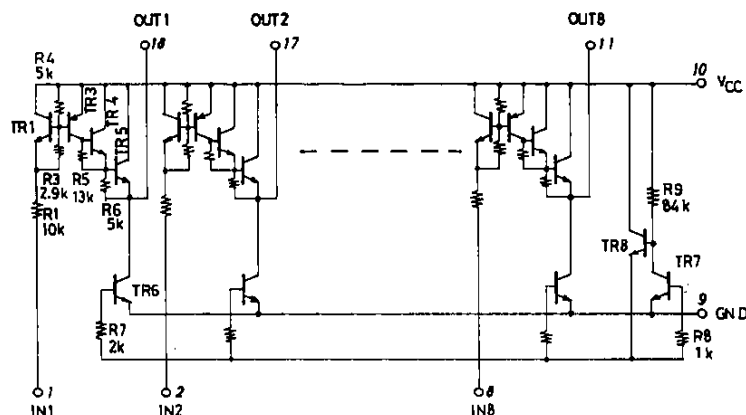 OUT1
OUT2
OUT8
18
17
11
R4
5k
10
VCC
TR1
TR3
TR4
TR5
R3
2.9k
R5
13k
R1
10k
R6
5k
R9
84k
TR8
TR7
TR6
9
GND
R7
2k
R8
1k
1
2
8
IN1
IN2
IN8